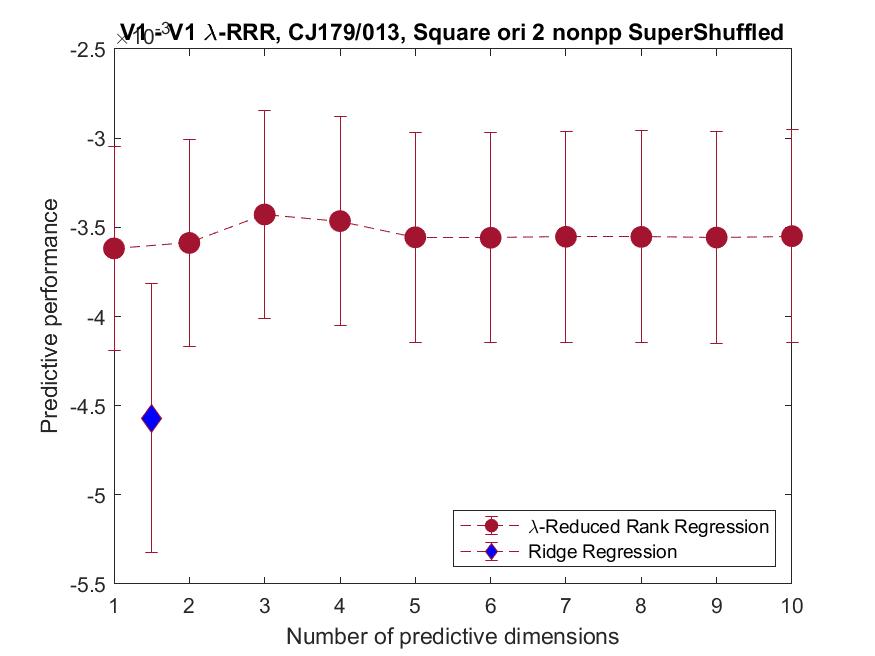 V1 - V1 λ-RRR, CJ179/013, Square ori 2 nonpp SuperShuffled
×10-3
-2.5
-3
-3.5
-4
-4.5
-5
-5.5
Predictive performance
λ-Reduced Rank Regression
Ridge Regression
1 2 3 4 5 6 7 8 9 10
Number of predictive dimensions